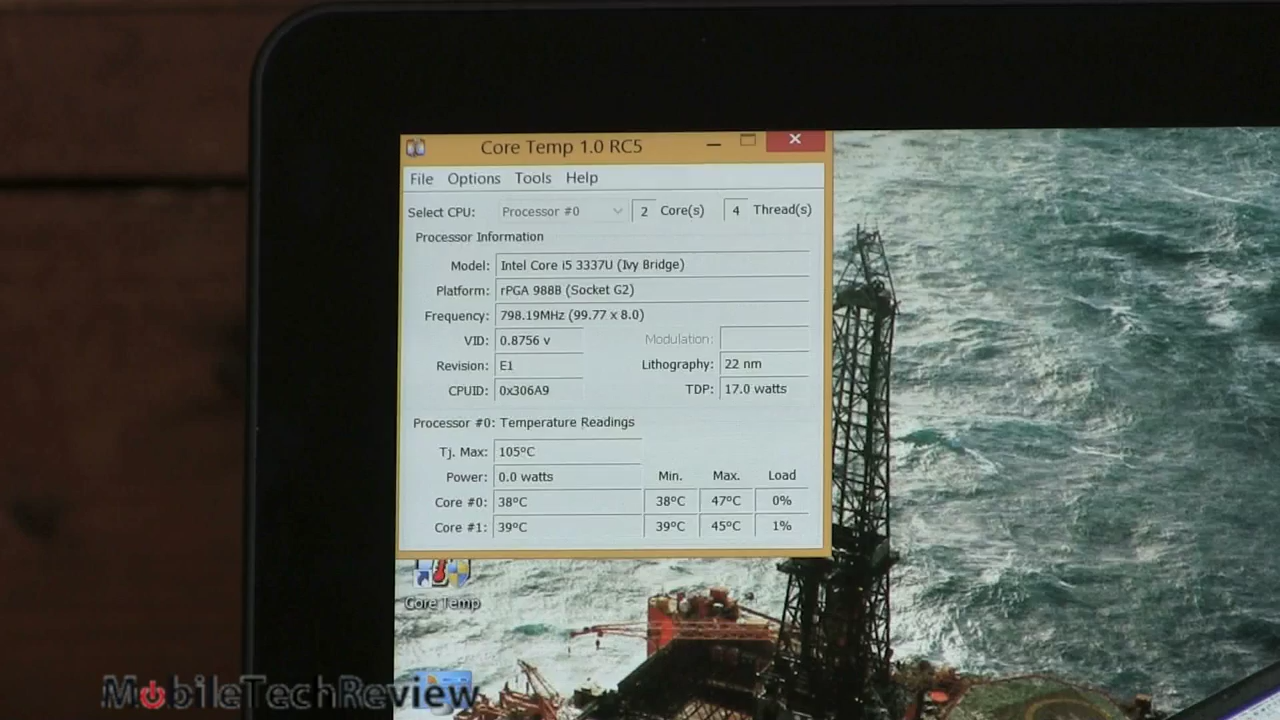 Core Temp 1.0 RC5
File Options Tools Help
Select CPU: Processor #0 2 Core(s) 4 Thread(s)
Processor Information
Model: Intel Core i5 3337U (Ivy Bridge)
Platform: rPGA 988B (Socket G2)
Frequency: 798.19MHz (99.77 x 8.0)
VID: 0.8756 v Modulation:
Revision: E1 Lithography: 22 nm
CPUID: 0x306A9 TDP: 17.0 watts
Processor #0: Temperature Readings
Tj. Max: 105°C
Power: 0.0 watts Min. Max. Load
Core #0: 38°C 38°C 47°C 0%
Core #1: 39°C 39°C 45°C 1%
Core Temp
MobileTechReview